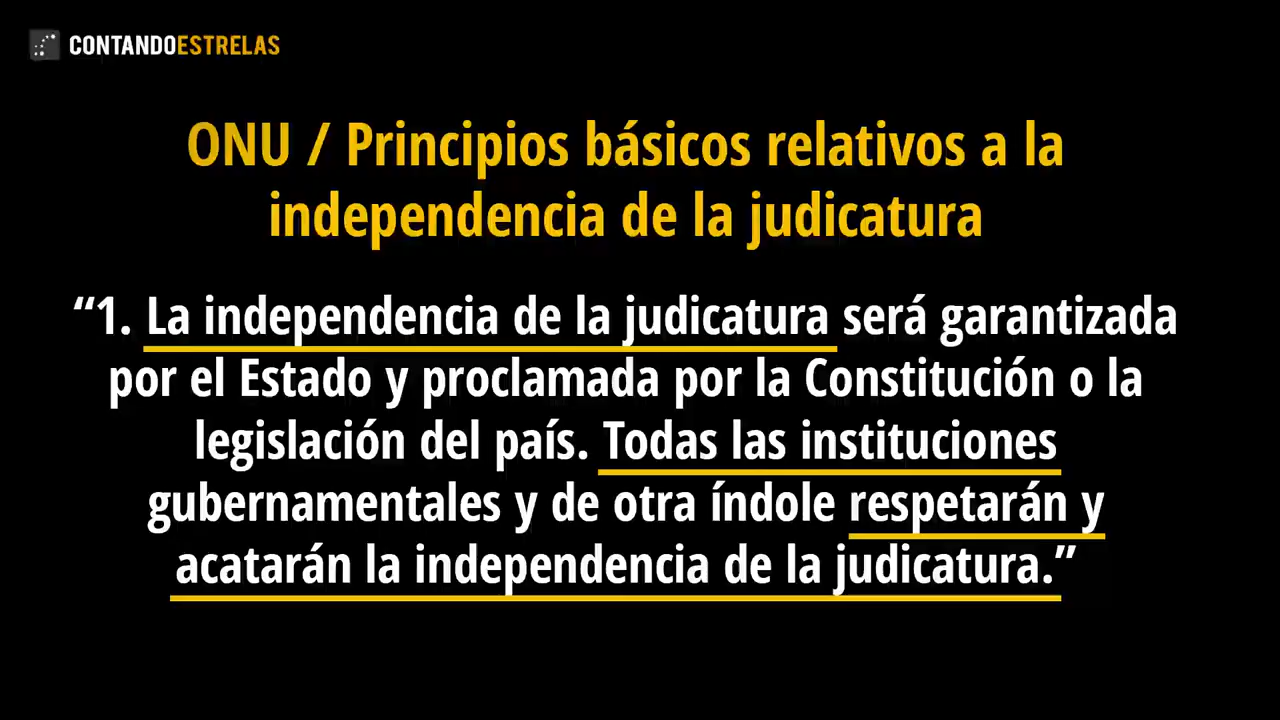 CONTANDOESTRELAS
ONU / Principios básicos relativos a la
independencia de la judicatura
“1. La independencia de la judicatura será garantizada
por el Estado y proclamada por la Constitución o la
legislación del país. Todas las instituciones
gubernamentales y de otra índole respetarán y
acatarán la independencia de la judicatura.”